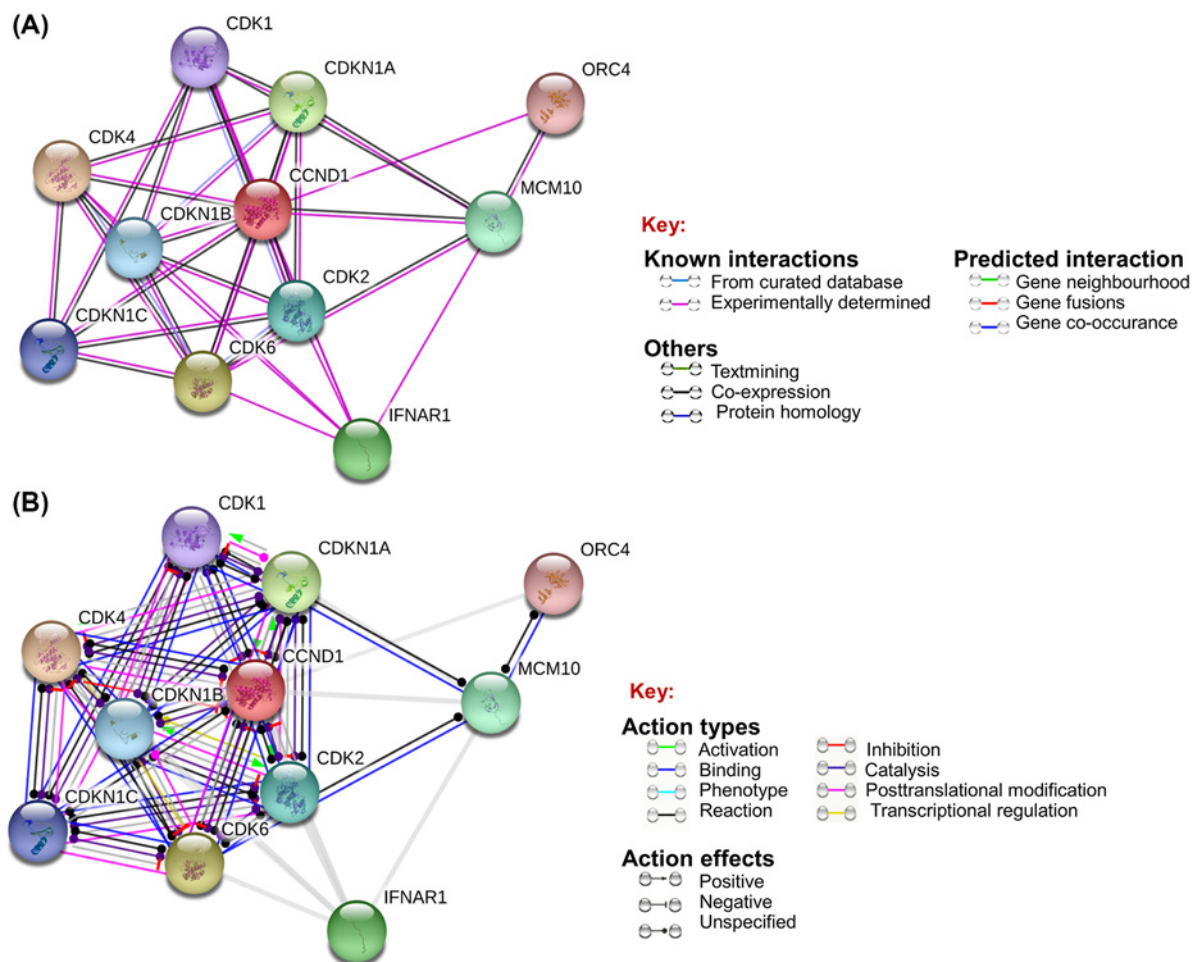 (A)
CDK1
CDKN1A
ORC4
CDK4
CCND1
MCM10
CDKN1B
CDK2
CDKN1C
CDK6
IFNAR1
Key:
Known interactions
From curated database
Experimentally determined
Others
Textmining
Co-expression
Protein homology
Predicted interaction
Gene neighbourhood
Gene fusions
Gene co-occurance
(B)
CDK1
CDKN1A
ORC4
CDK4
CCND1
MCM10
CDKN1B
CDK2
CDKN1C
CDK6
IFNAR1
Key:
Action types
Activation
Binding
Phenotype
Reaction
Inhibition
Catalysis
Posttranslational modification
Transcriptional regulation
Action effects
Positive
Negative
Unspecified